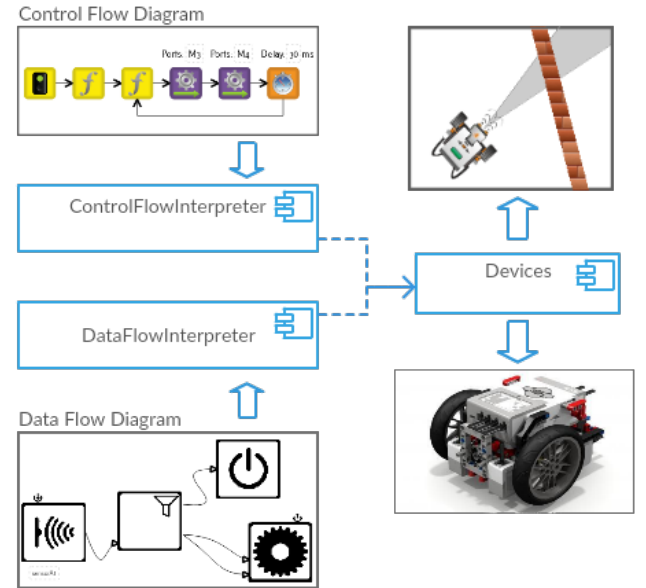 Control Flow Diagram
Ports: M3 Ports: M4 Delay: 30 ms
f f
ControlFlowInterpreter
Devices
DataFlowInterpreter
Data Flow Diagram